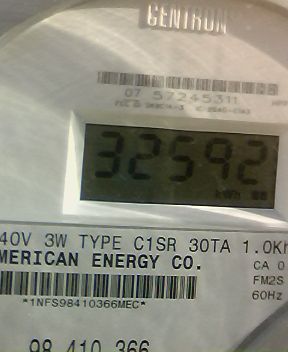 CENTRON
07 57245311
32592
kWh
40V 3W TYPE C1SR 30TA 1.0Kh
MERICAN ENERGY CO.
CA 0
FM2S
60Hz
*1NFS98410366MEC*
98 410 366